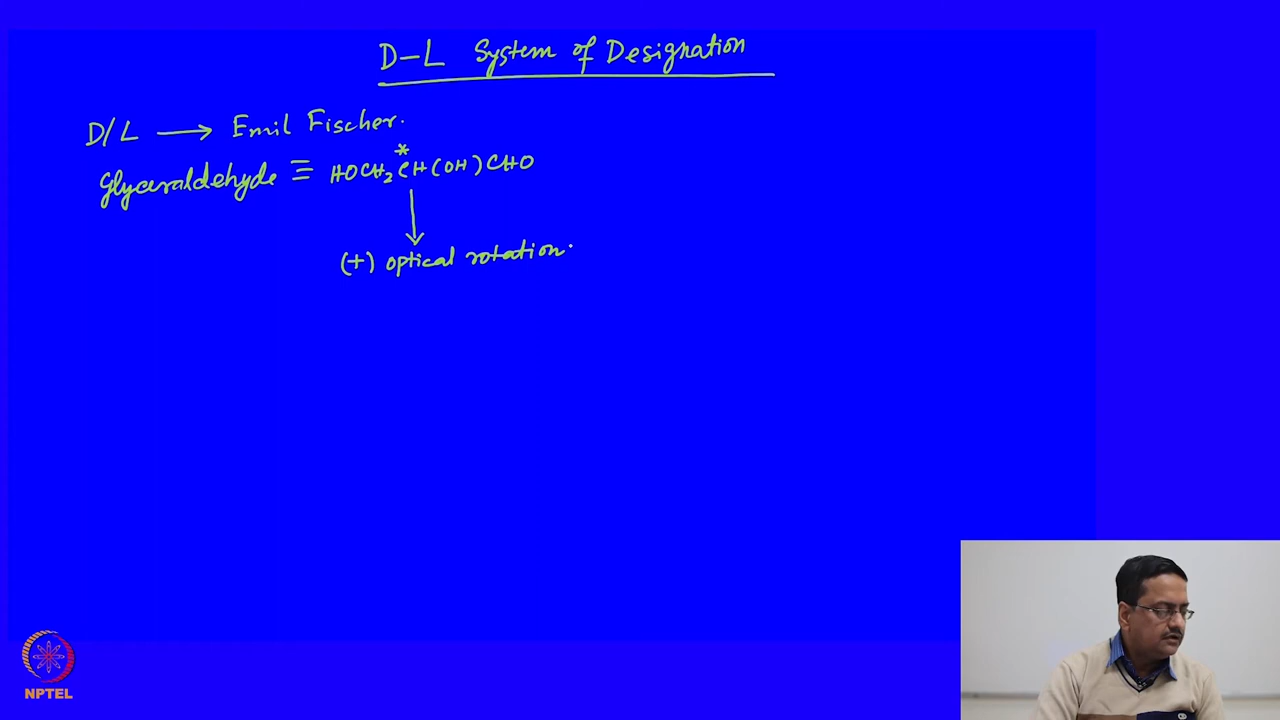 D-L System of Designation
D/L → Emil Fischer.
Glyceraldehyde ≡ HOCH₂C*H(OH)CHO
(+) optical rotation.
NPTEL